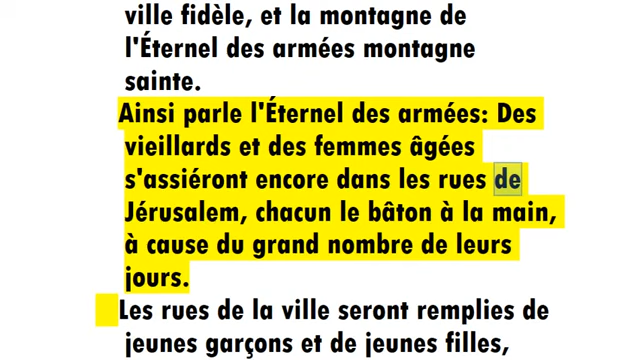 ville fidèle, et la montagne de
l'Éternel des armées montagne
sainte.
Ainsi parle l'Éternel des armées: Des
vieillards et des femmes âgées
s'assiéront encore dans les rues de
Jérusalem, chacun le bâton à la main,
à cause du grand nombre de leurs
jours.
Les rues de la ville seront remplies de
jeunes garçons et de jeunes filles,